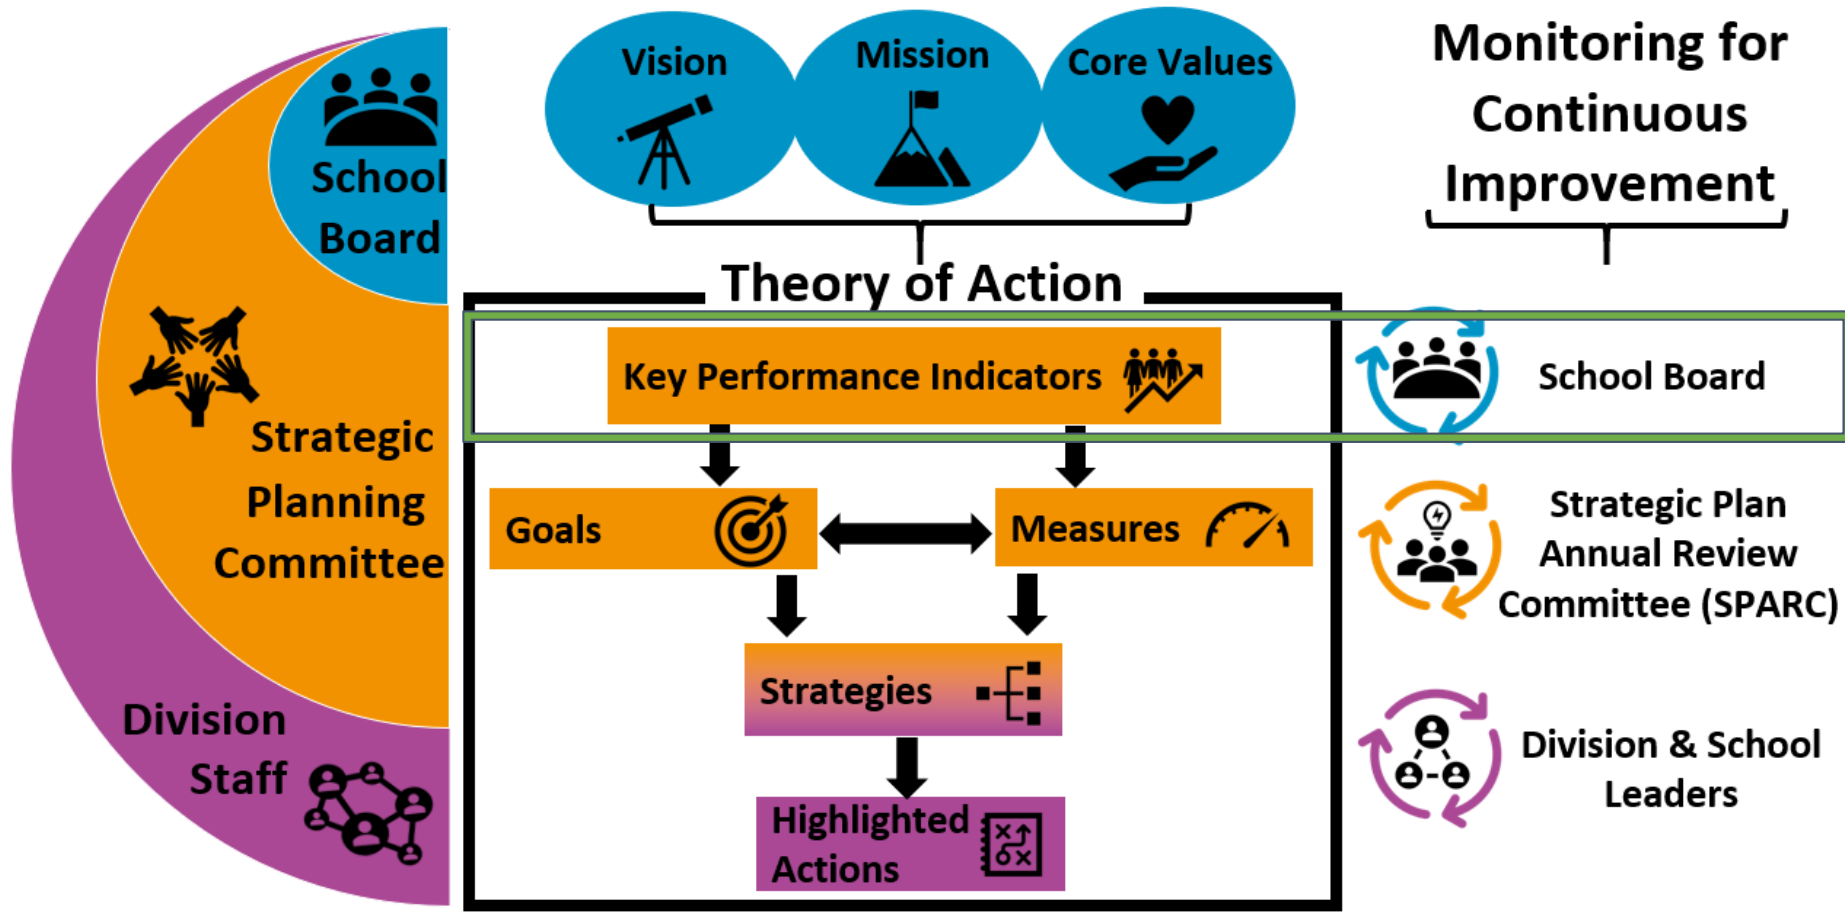 School
Board
Strategic
Planning
Committee
Division
Staff
Vision
Mission
Core Values
Theory of Action
Key Performance Indicators
Goals
Measures
Strategies
Highlighted
Actions
Monitoring for
Continuous
Improvement
School Board
Strategic Plan
Annual Review
Committee (SPARC)
Division & School
Leaders